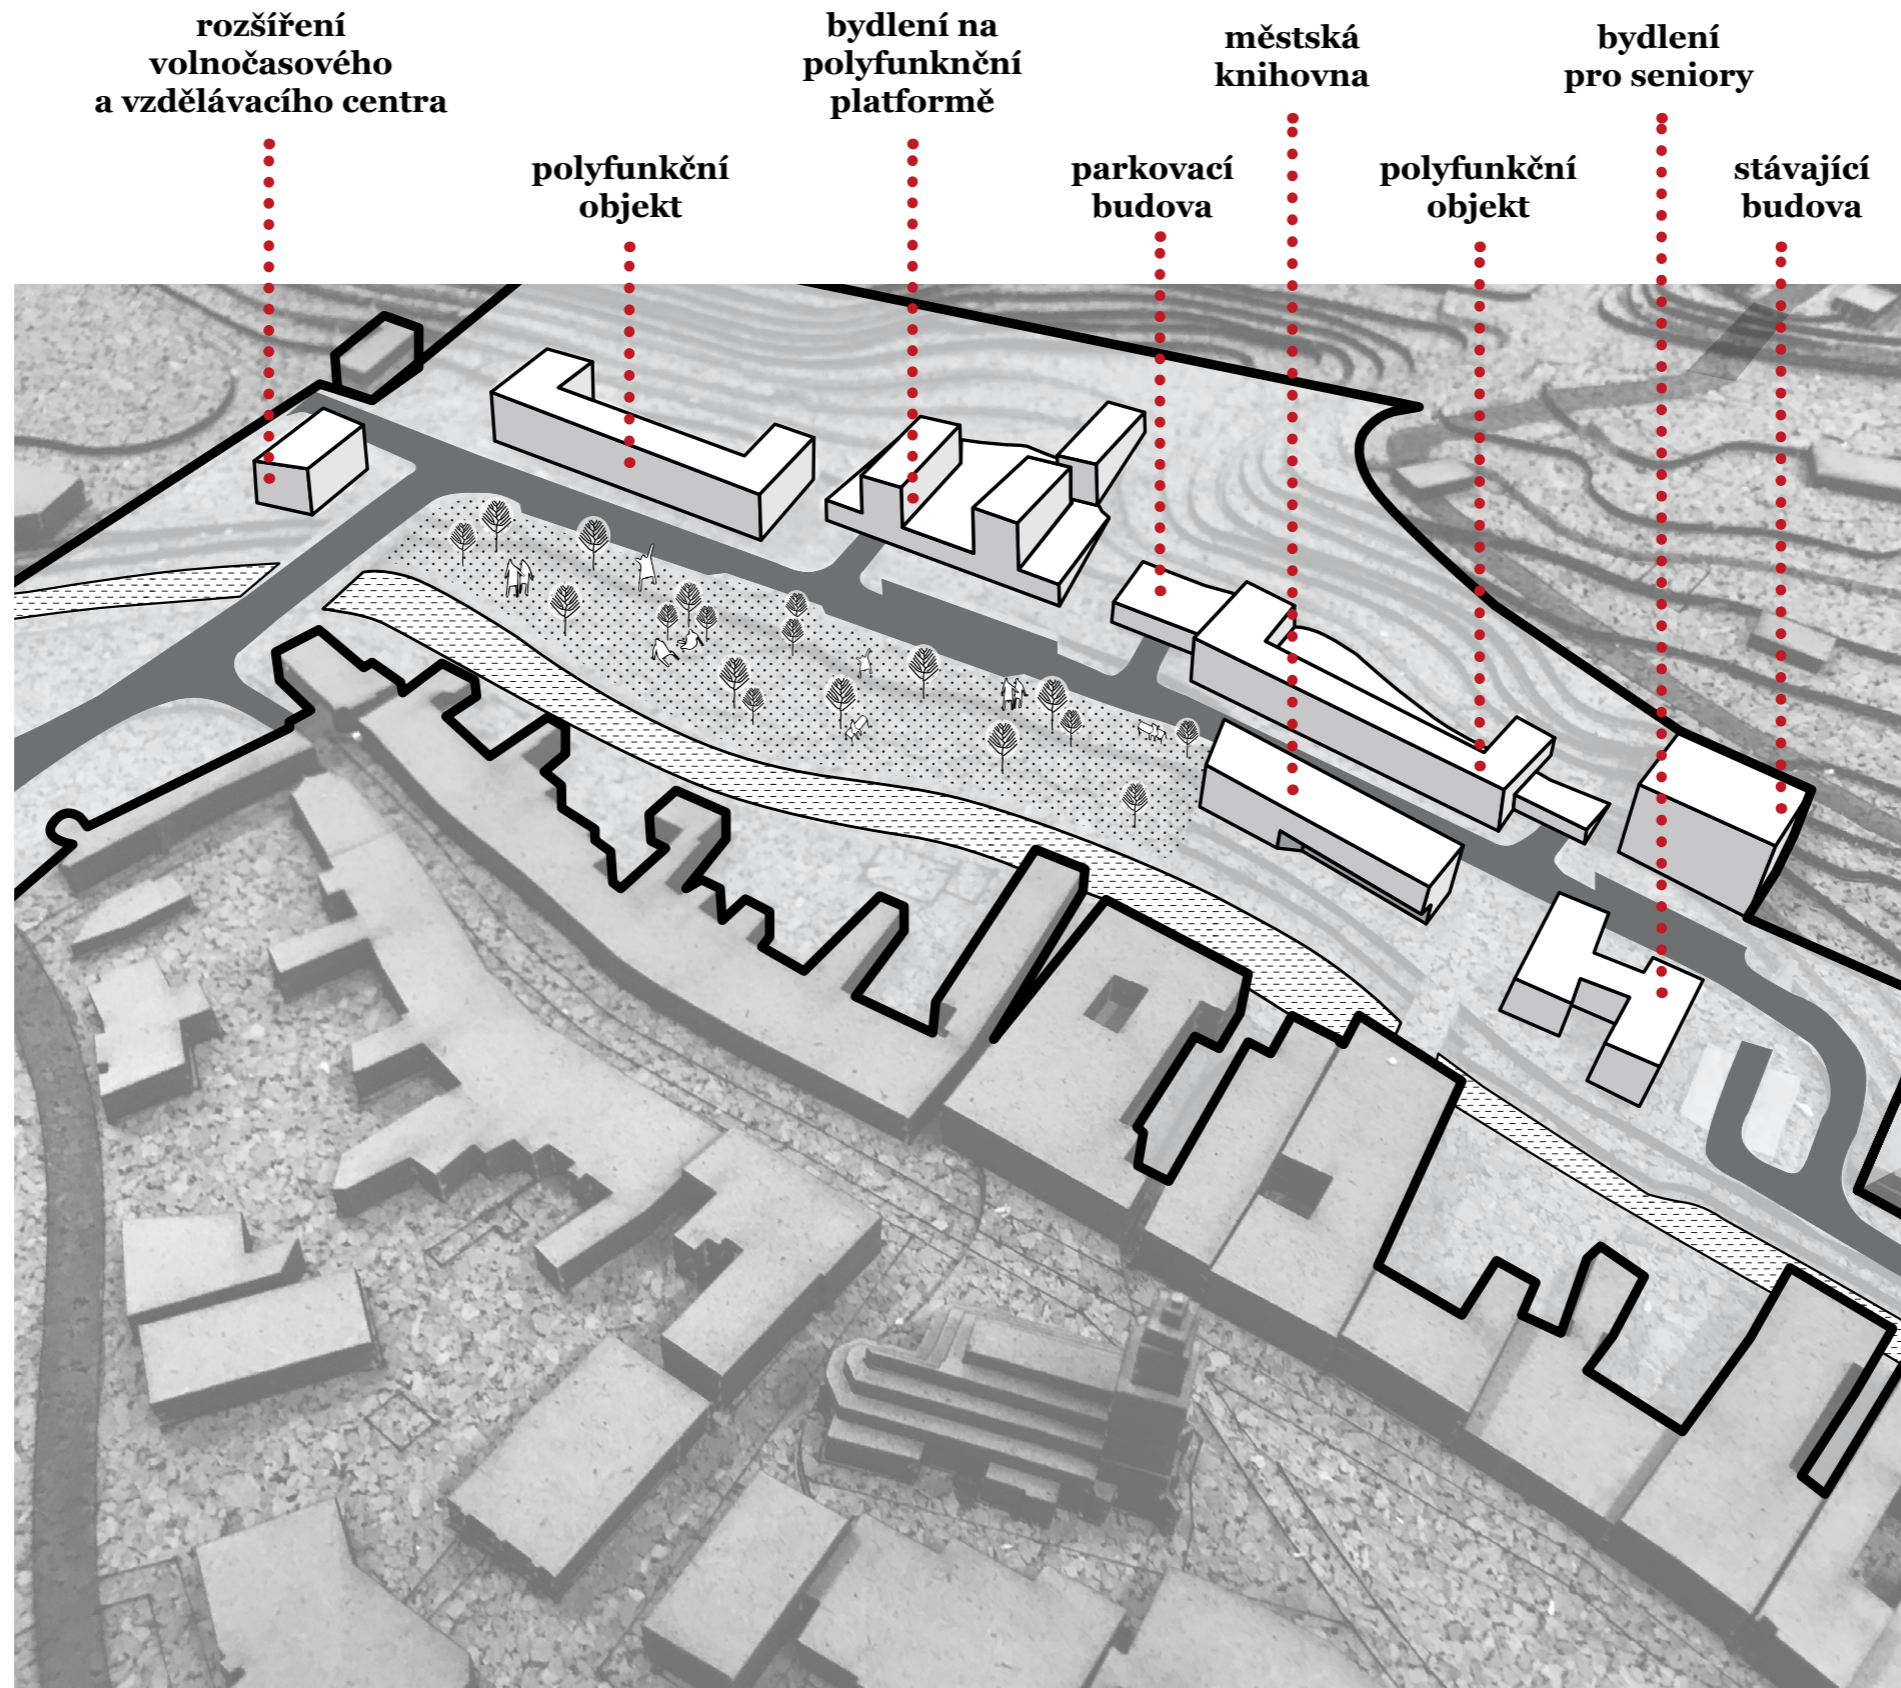 rozšíření
volnočasového
a vzdělávacího centra
polyfunkční
objekt
bydlení na
polyfunknční
platformě
parkovací
budova
městská
knihovna
polyfunkční
objekt
bydlení
pro seniory
stávající
budova